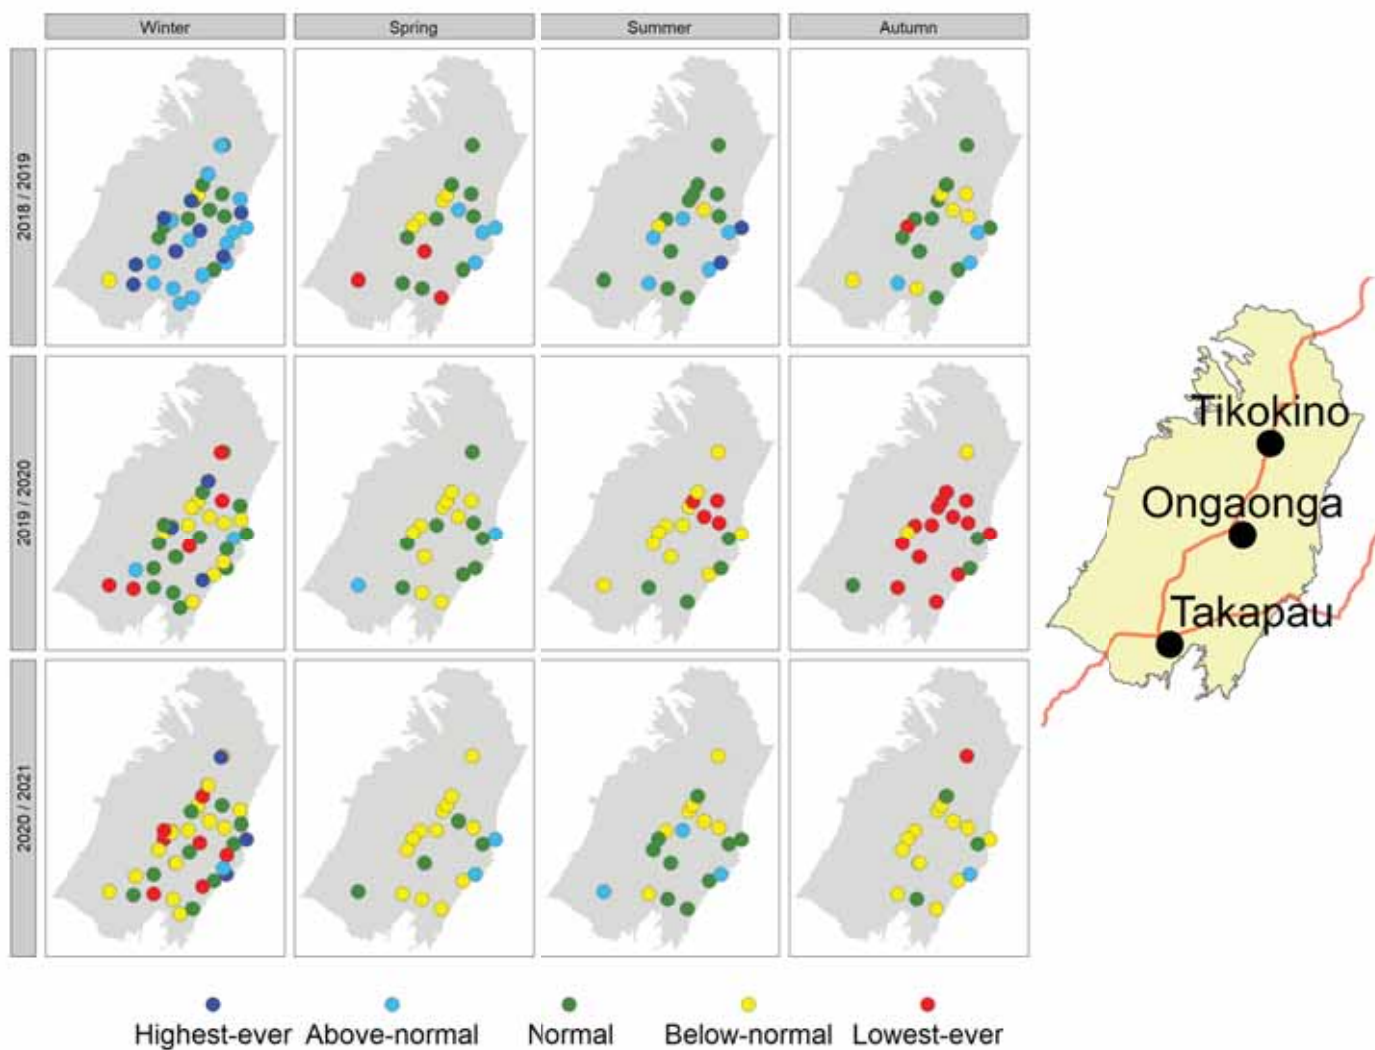 Winter
Spring
Summer
Autumn
2018 / 2019
2019 / 2020
2020 / 2021
Tikokino
Ongaonga
Takapau
Highest-ever
Above-normal
Normal
Below-normal
Lowest-ever